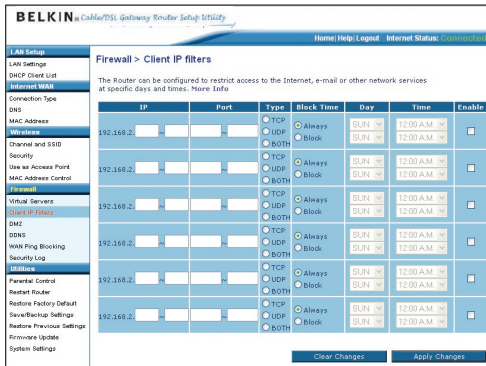 BELKIN® Cable/DSL Gateway Router Setup Utility
Home|Help|Logout Internet Status: Connected
LAN Setup
LAN Settings
DHCP Client List
Internet WAN
Connection Type
DNS
MAC Address
Wireless
Channel and SSID
Security
Use as Access Point
MAC Address Control
Firewall
Virtual Servers
Client IP Filters
DMZ
DDNS
WAN Ping Blocking
Security Log
Utilities
Parental Control
Restart Router
Restore Factory Default
Save/Backup Settings
Restore Previous Settings
Firmware Update
System Settings
Firewall > Client IP filters
The Router can be configured to restrict access to the Internet, e-mail or other network services
at specific days and times. More Info
IP Port Type Block Time Day Time Enable
192.168.2. ~ ~ TCP UDP BOTH Always Block SUN SUN 12:00 A.M. 12:00 A.M.
192.168.2. ~ ~ TCP UDP BOTH Always Block SUN SUN 12:00 A.M. 12:00 A.M.
192.168.2. ~ ~ TCP UDP BOTH Always Block SUN SUN 12:00 A.M. 12:00 A.M.
192.168.2. ~ ~ TCP UDP BOTH Always Block SUN SUN 12:00 A.M. 12:00 A.M.
192.168.2. ~ ~ TCP UDP BOTH Always Block SUN SUN 12:00 A.M. 12:00 A.M.
192.168.2. ~ ~ TCP UDP BOTH Always Block SUN SUN 12:00 A.M. 12:00 A.M.
Clear Changes Apply Changes